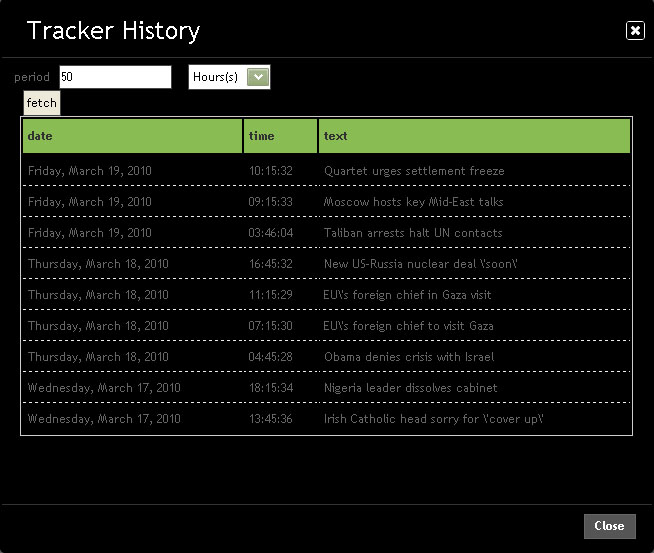 Tracker History
period 50 Hours(s)
fetch
date time text
Friday, March 19, 2010 10:15:32 Quartet urges settlement freeze
Friday, March 19, 2010 09:15:33 Moscow hosts key Mid-East talks
Friday, March 19, 2010 03:46:04 Taliban arrests halt UN contacts
Thursday, March 18, 2010 16:45:32 New US-Russia nuclear deal \'soon\'
Thursday, March 18, 2010 11:15:29 EU\'s foreign chief in Gaza visit
Thursday, March 18, 2010 07:15:30 EU\'s foreign chief to visit Gaza
Thursday, March 18, 2010 04:45:28 Obama denies crisis with Israel
Wednesday, March 17, 2010 18:15:34 Nigeria leader dissolves cabinet
Wednesday, March 17, 2010 13:45:36 Irish Catholic head sorry for \'cover up\'
Close